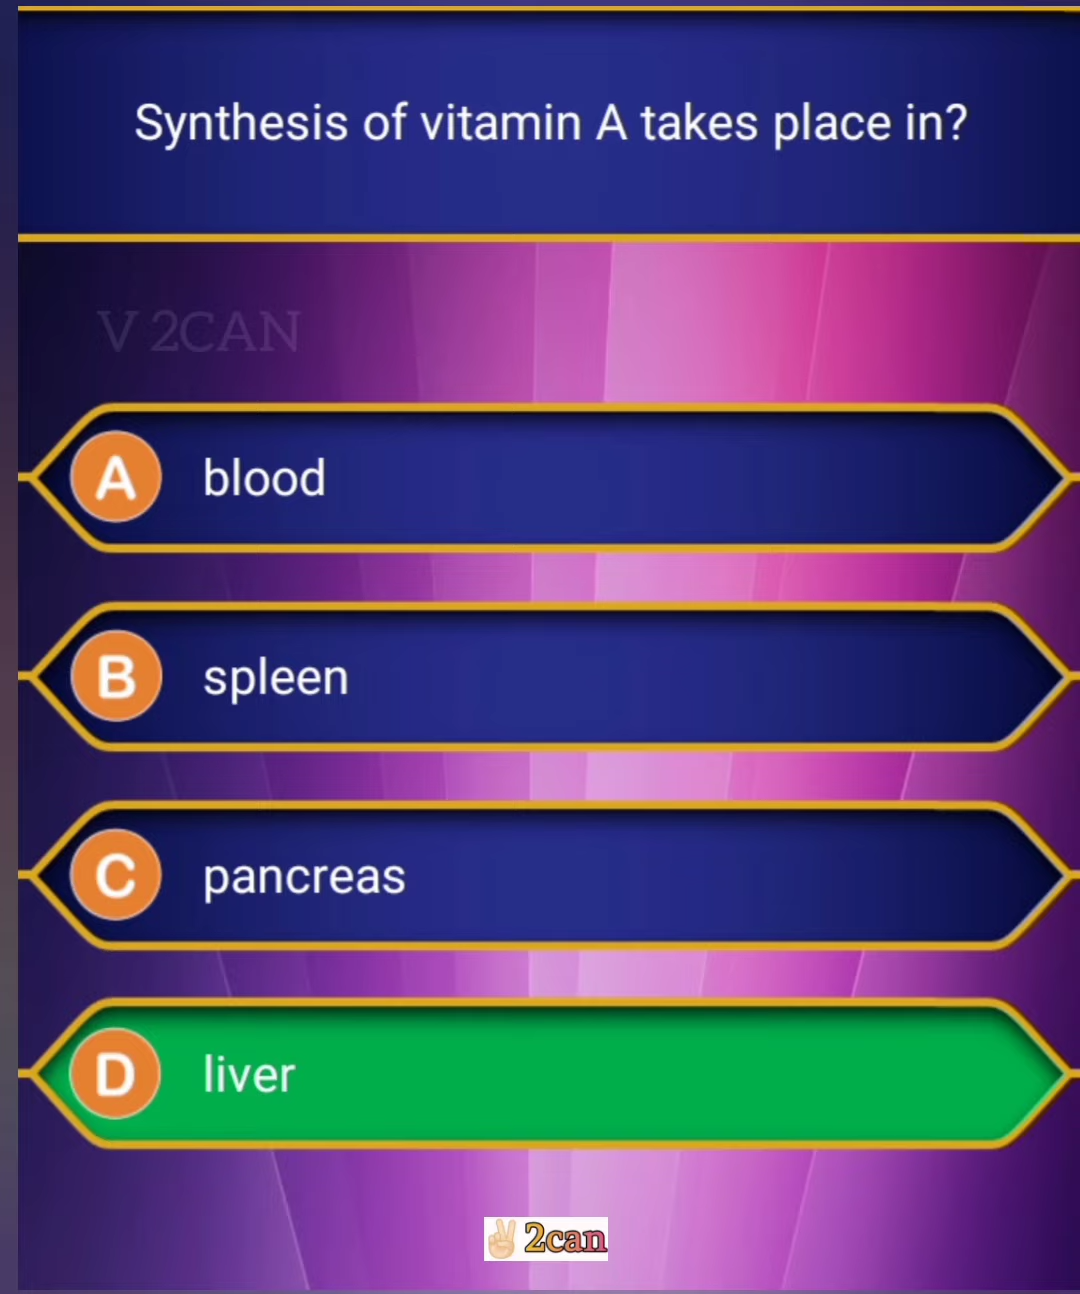 Synthesis of vitamin A takes place in?
V 2CAN
A blood
B spleen
C pancreas
D liver
2can